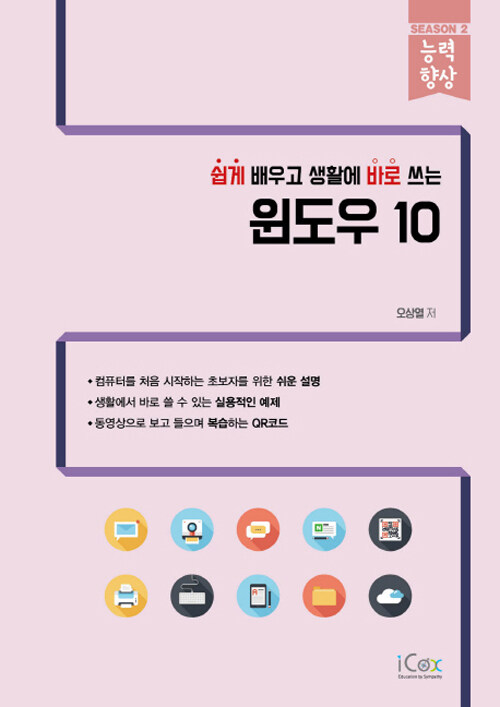 SEASON 2
능력
향상
쉽게 배우고 생활에 바로 쓰는
윈도우 10
오상열 저
• 컴퓨터를 처음 시작하는 초보자를 위한 쉬운 설명
• 생활에서 바로 쓸 수 있는 실용적인 예제
• 동영상으로 보고 들으며 복습하는 QR코드
N
iCox
Education by Sympathy